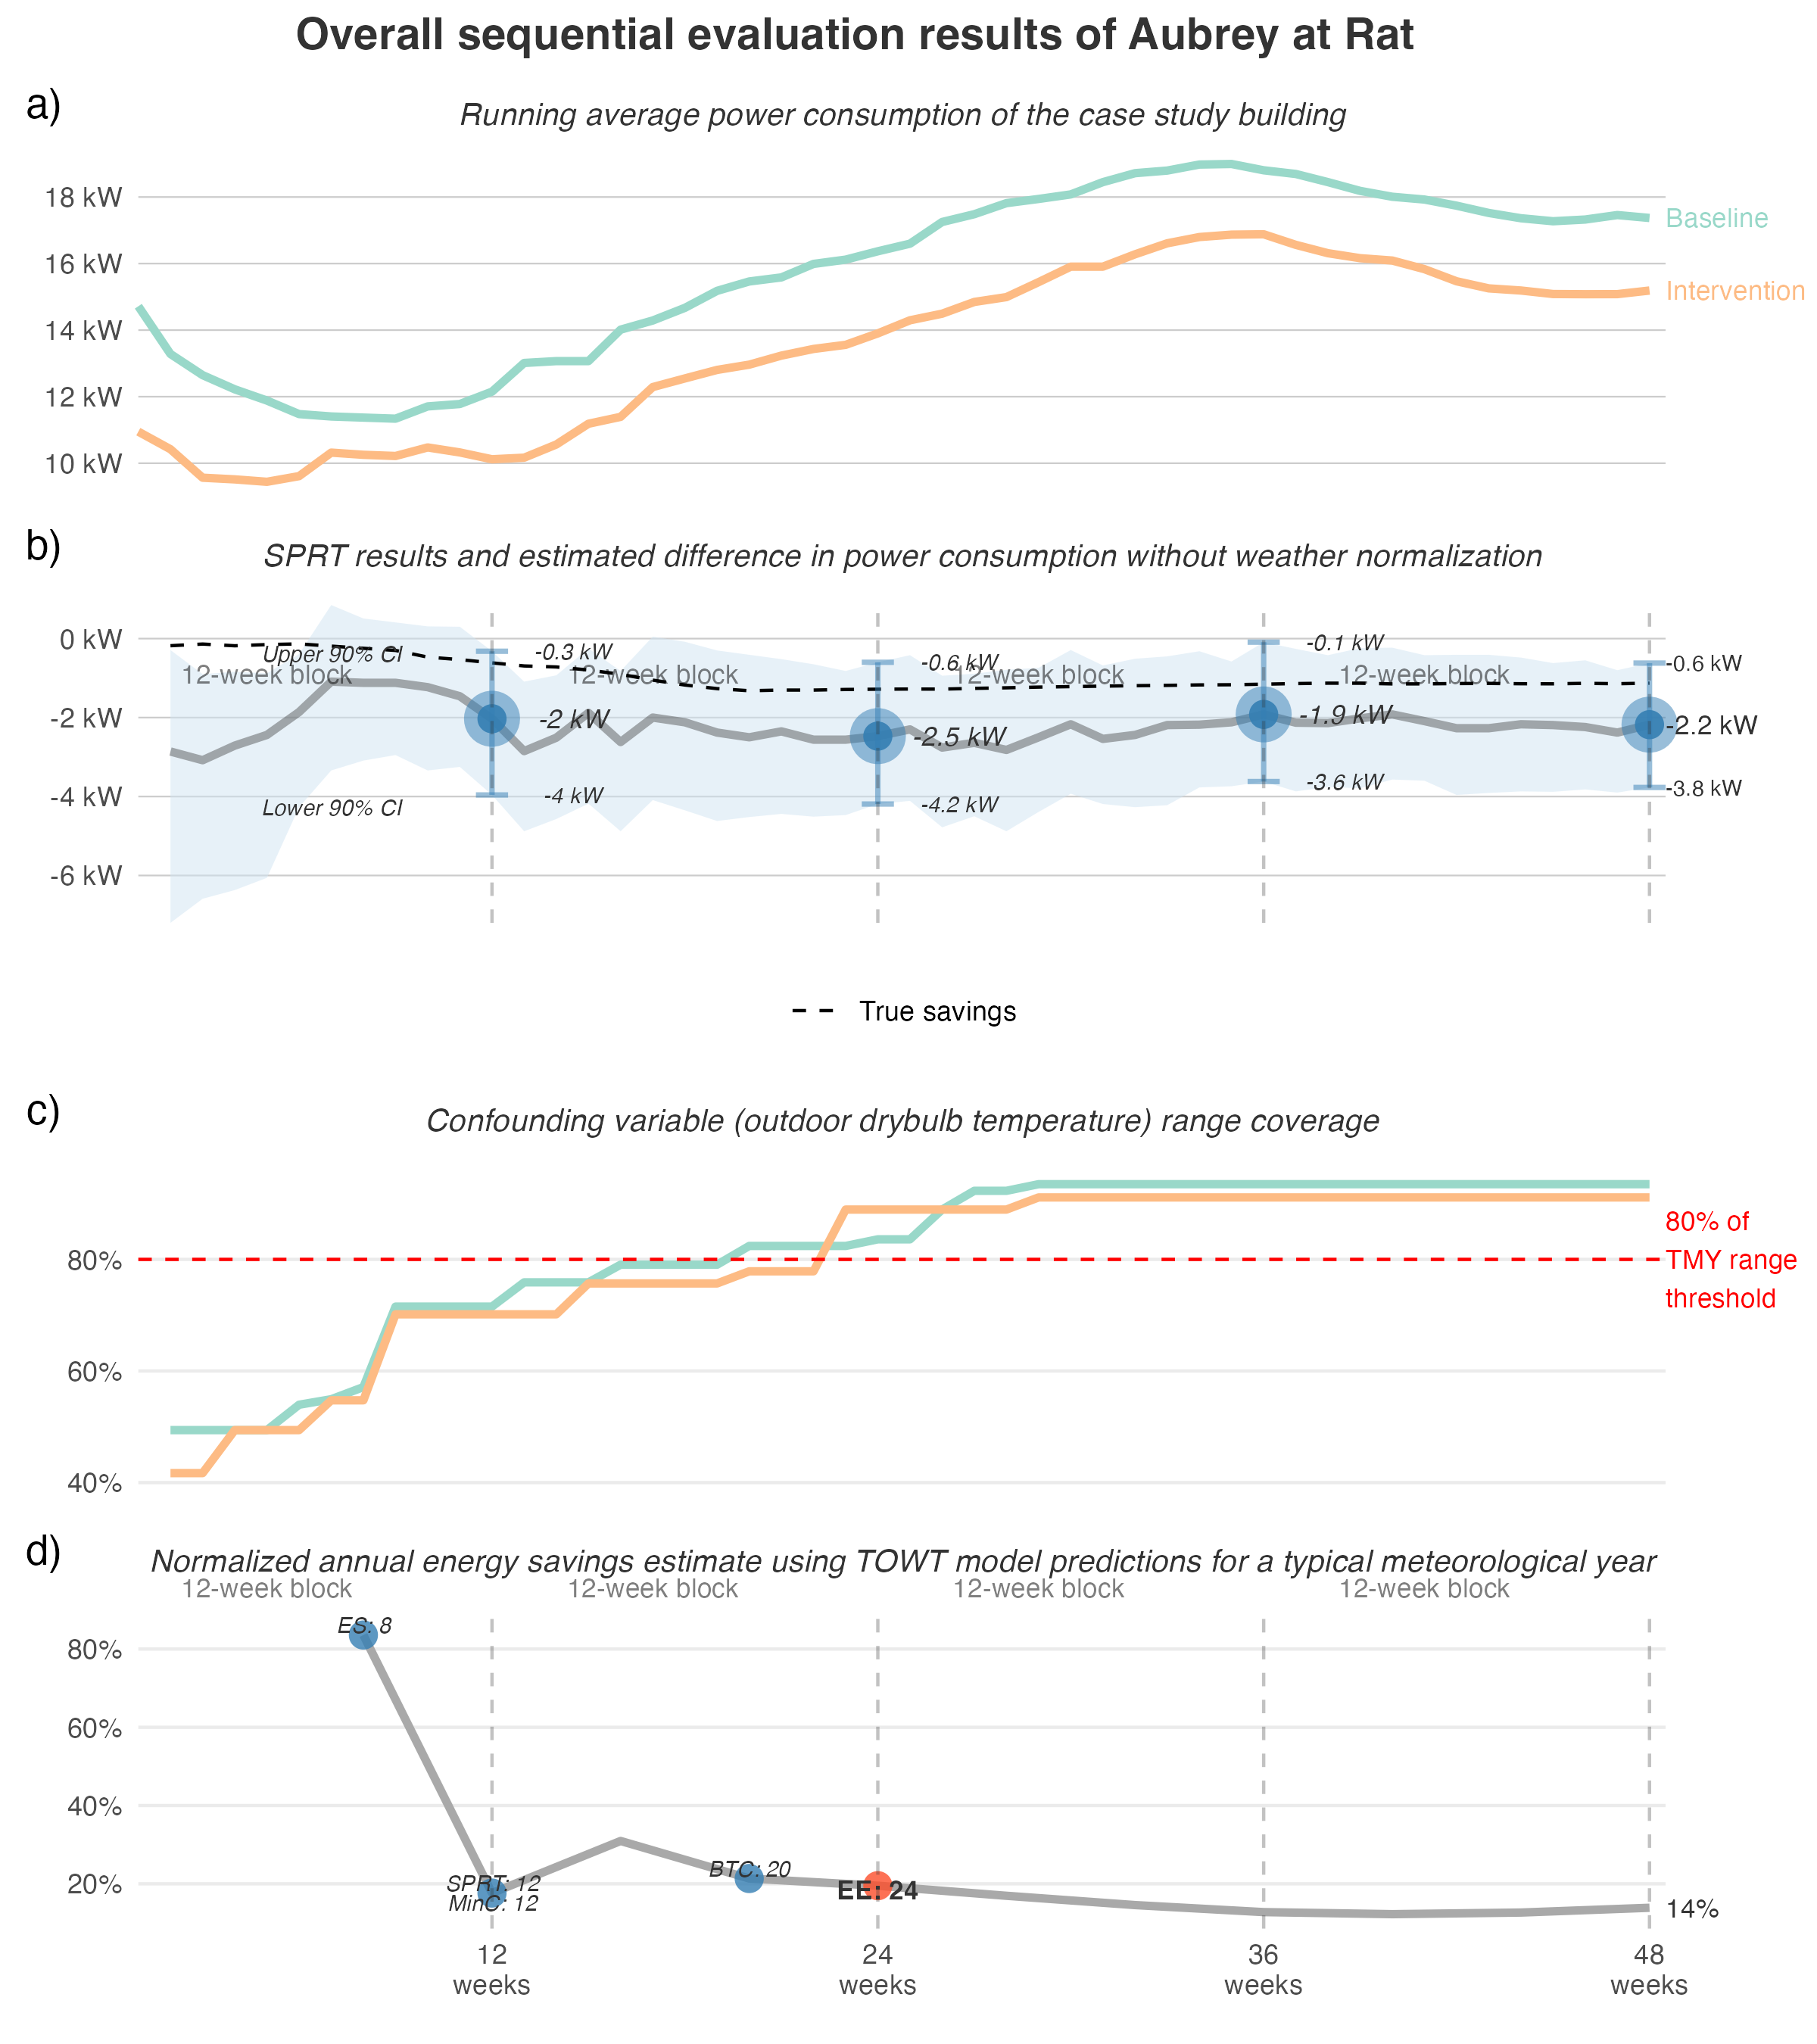 Overall sequential evaluation results of Aubrey at Rat
a)
Running average power consumption of the case study building
18 kW
16 kW
14 kW
12 kW
10 kW
Baseline
Intervention
b)
SPRT results and estimated difference in power consumption without weather normalization
0 kW
-2 kW
-4 kW
-6 kW
Upper 90% CI
Lower 90% CI
12-week block
12-week block
12-week block
12-week block
-0.3 kW
-2 kW
-4 kW
-0.6 kW
-2.5 kW
-4.2 kW
-0.1 kW
-1.9 kW
-3.6 kW
-0.6 kW
-2.2 kW
-3.8 kW
True savings
c)
Confounding variable (outdoor drybulb temperature) range coverage
80%
60%
40%
80% of
TMY range
threshold
d)
Normalized annual energy savings estimate using TOWT model predictions for a typical meteorological year
12-week block
12-week block
12-week block
12-week block
80%
60%
40%
20%
ES: 8
SPRT: 12
MinC: 12
BTC: 20
EE: 24
14%
12
weeks
24
weeks
36
weeks
48
weeks